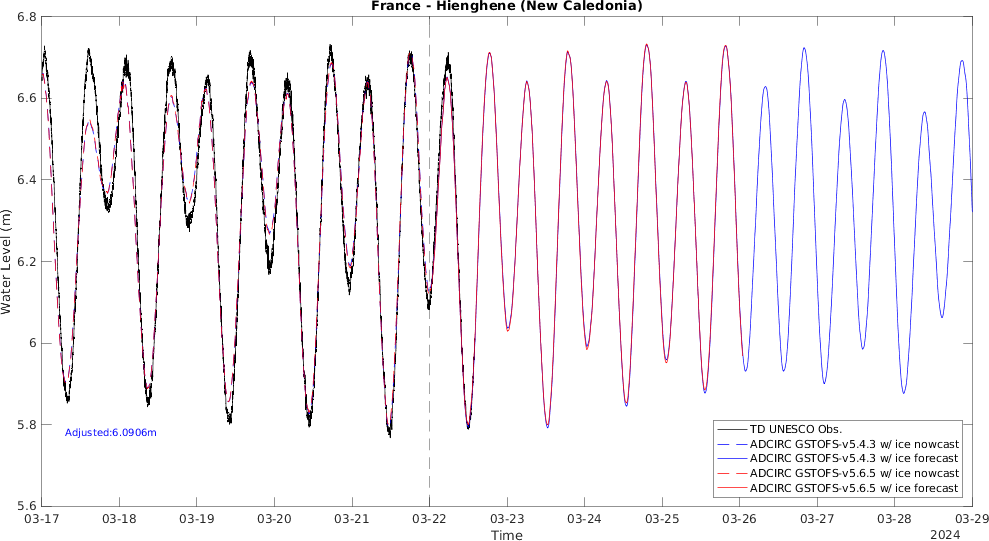 France - Hienghene (New Caledonia)
6.8
6.6
6.4
6.2
6
5.8
5.6
Water Level (m)
Adjusted:6.0906m
TD UNESCO Obs.
ADCIRC GSTOFS-v5.4.3 w/ ice nowcast
ADCIRC GSTOFS-v5.4.3 w/ ice forecast
ADCIRC GSTOFS-v5.6.5 w/ ice nowcast
ADCIRC GSTOFS-v5.6.5 w/ ice forecast
03-17 03-18 03-19 03-20 03-21 03-22 03-23 03-24 03-25 03-26 03-27 03-28 03-29
Time
2024